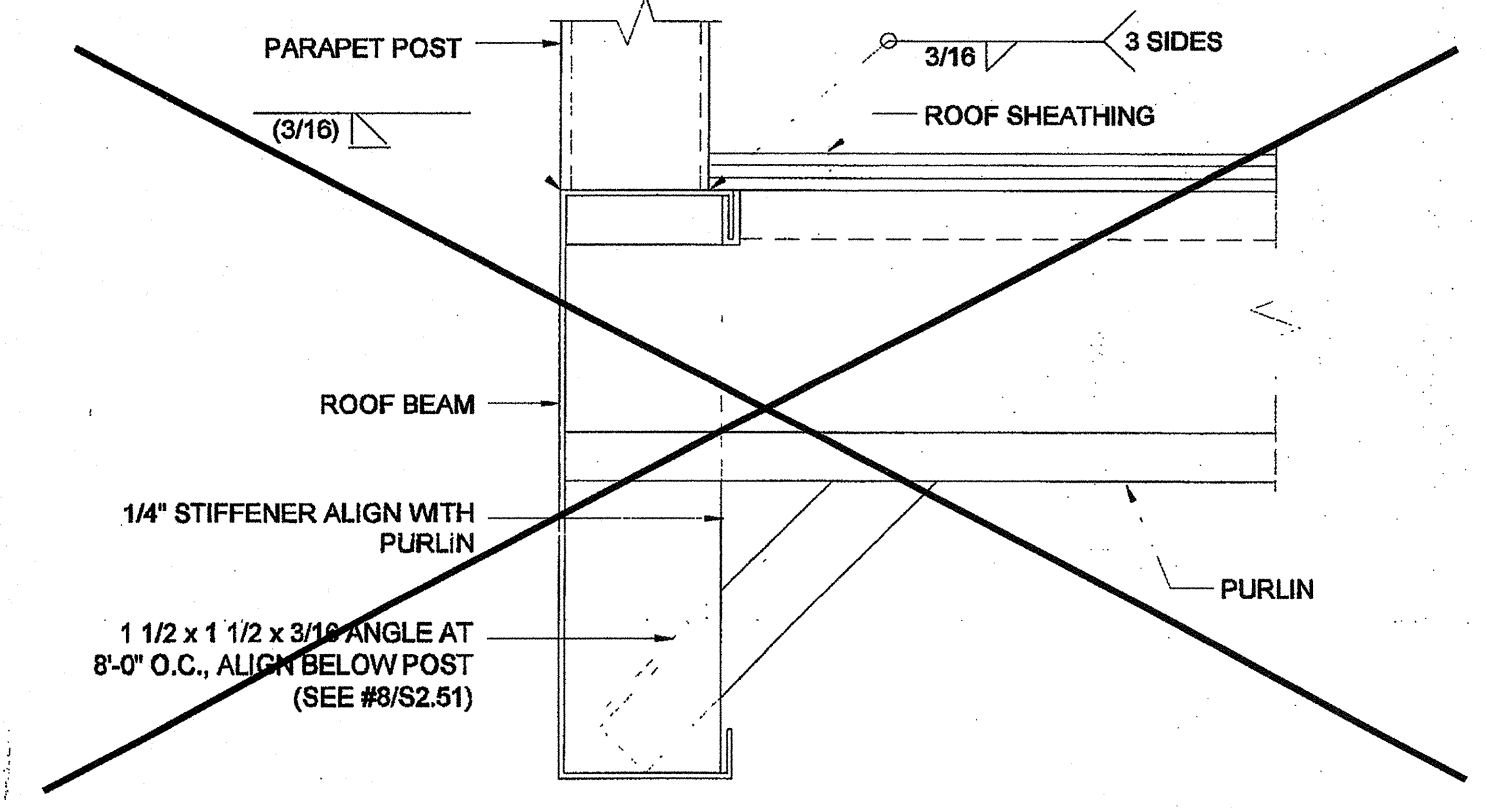 PARAPET POST
3/16
3 SIDES
(3/16)
ROOF SHEATHING
ROOF BEAM
1/4" STIFFENER ALIGN WITH
PURLIN
1 1/2 x 1 1/2 x 3/16 ANGLE AT
8'-0" O.C., ALIGN BELOW POST
(SEE #8/S2.51)
PURLIN